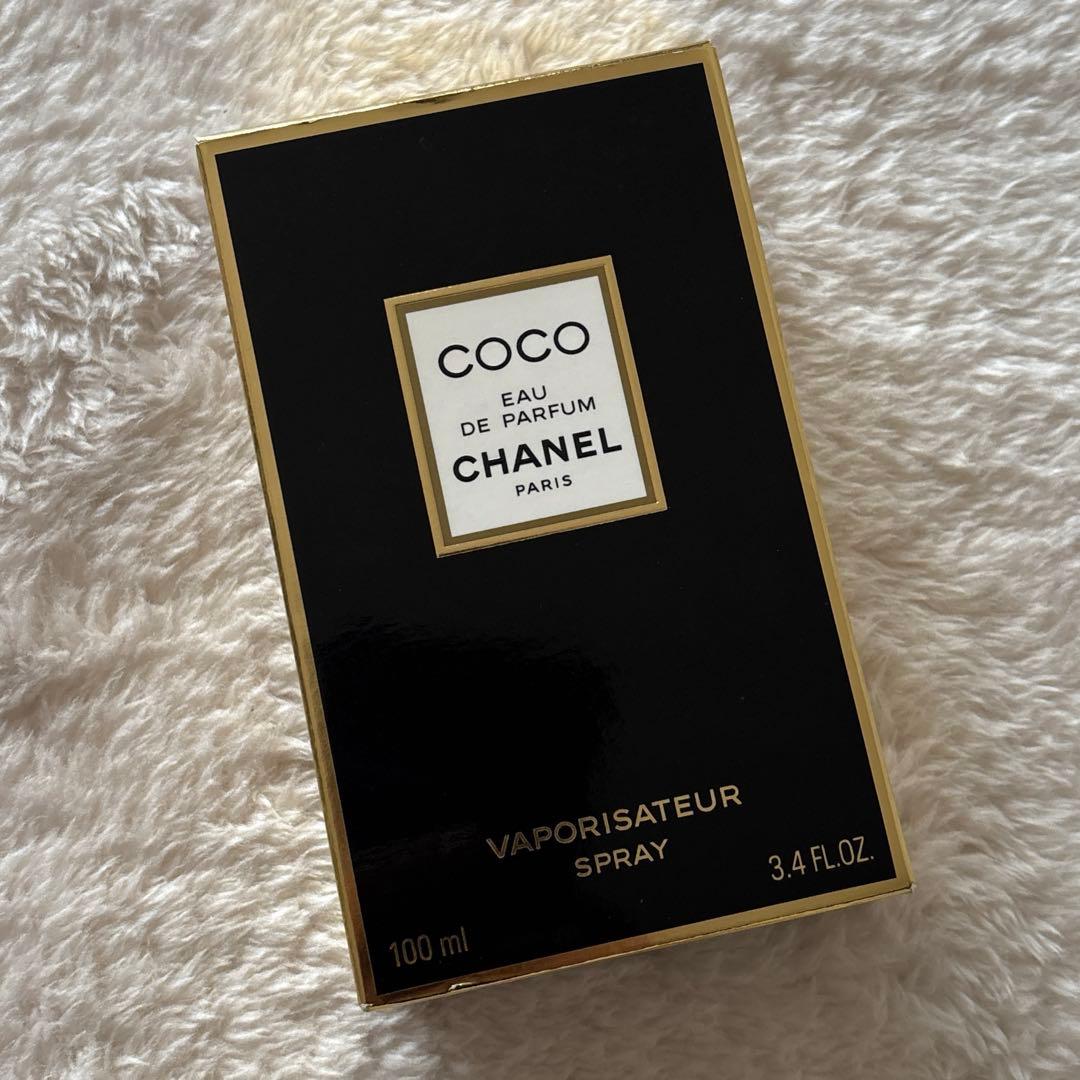 COCO
EAU
DE PARFUM
CHANEL
PARIS
VAPORISATEUR
SPRAY
3.4 FL.OZ.
100 ml